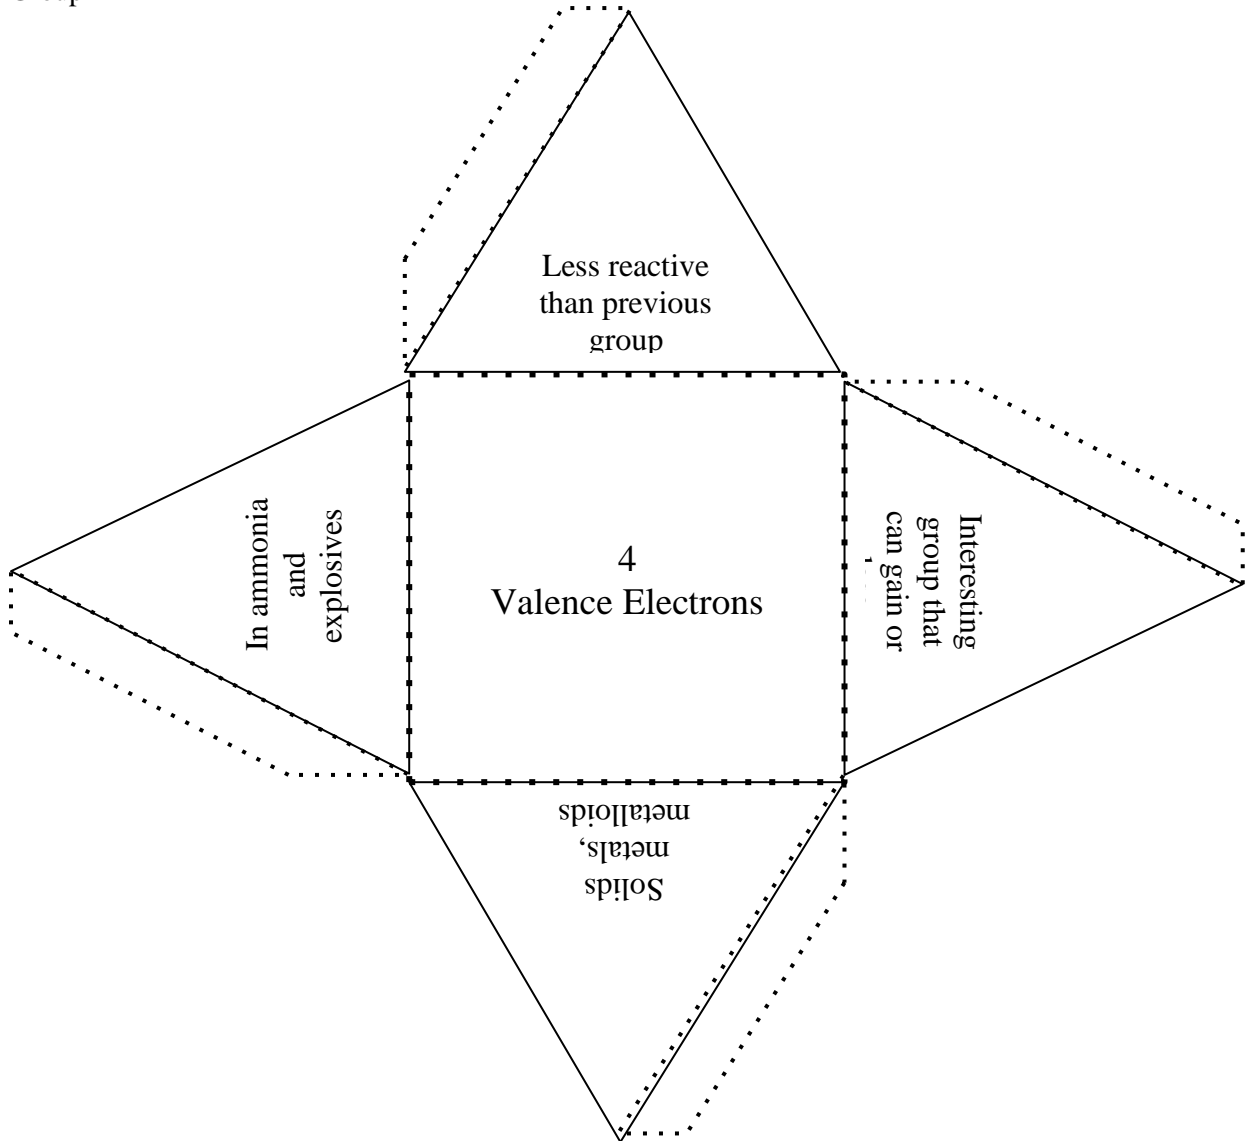 Less reactive
than previous
group
In ammonia
and
explosives
4
Valence Electrons
Interesting
group that
can gain or
Solids
metals,
metalloids